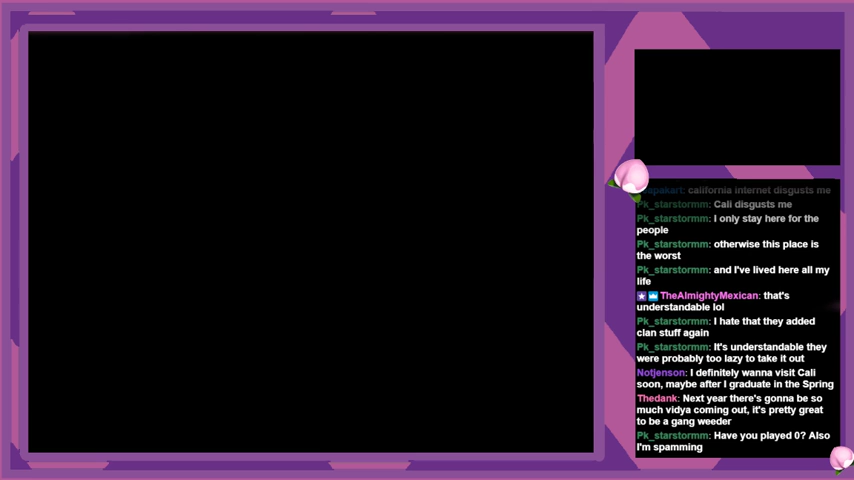 california internet disgusts me
Pk_starstormm: Cali disgusts me
Pk_starstormm: I only stay here for the
people
Pk_starstormm: otherwise this place is
the worst
Pk_starstormm: and I've lived here all my
life
TheAlmightyMexican: that's
understandable lol
Pk_starstormm: I hate that they added
clan stuff again
Pk_starstormm: It's understandable they
were probably too lazy to take it out
Notjenson: I definitely wanna visit Cali
soon, maybe after I graduate in the Spring
Thedank: Next year there's gonna be so
much vidya coming out, it's pretty great
to be a gang weeder
Pk_starstormm: Have you played 0? Also
I'm spamming